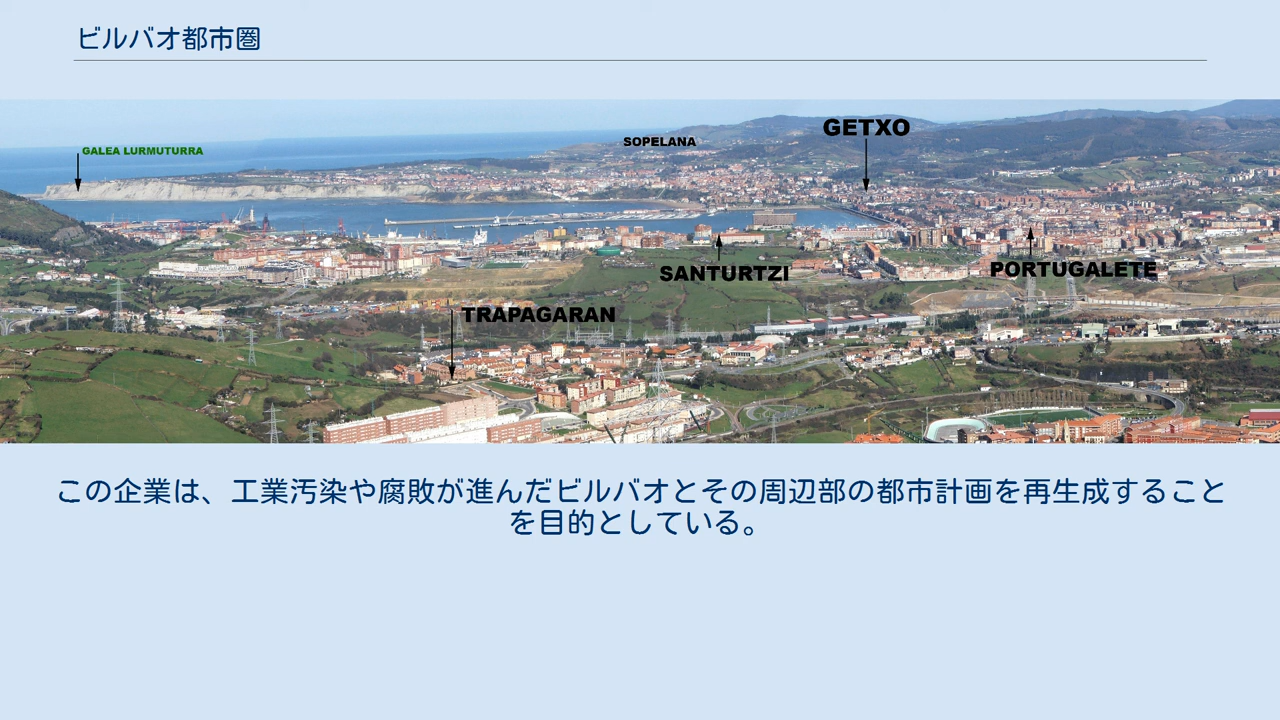 ビルバオ都市圏
GALEA LURMUTURRA
SOPELANA
GETXO
SANTURTZI
PORTUGALETE
TRAPAGARAN
この企業は、工業汚染や腐敗が進んだビルバオとその周辺部の都市計画を再生成すること
を目的としている。